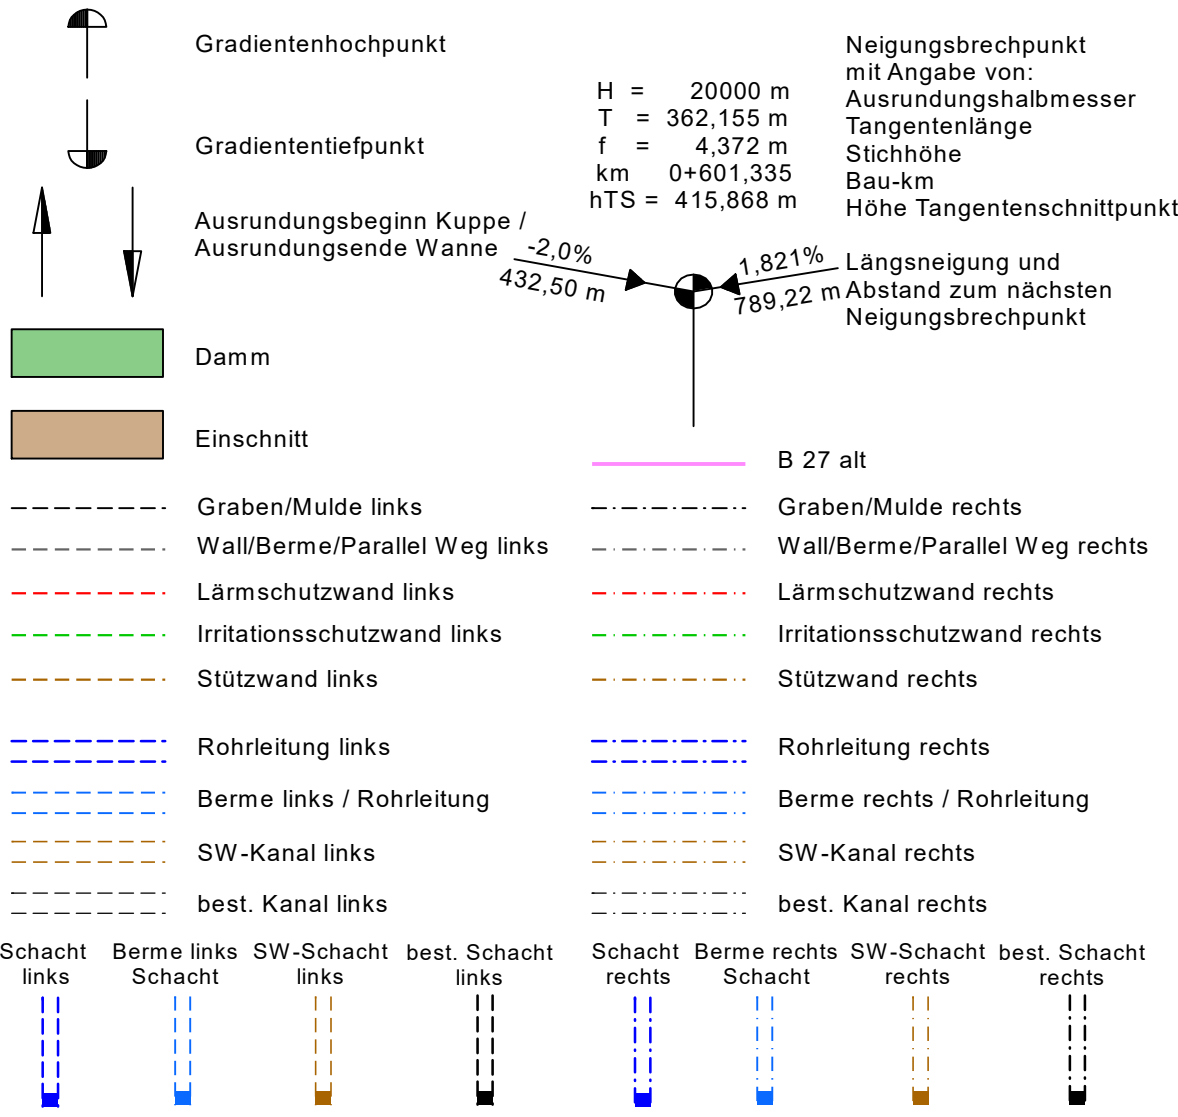 Gradientenhochpunkt
Gradiententiefpunkt
Ausrundungsbeginn Kuppe /
Ausrundungsende Wanne
H = 20000 m
T = 362,155 m
f = 4,372 m
km 0+601,335
hTS = 415,868 m
Neigungsbrechpunkt
mit Angabe von:
Ausrundungshalbmesser
Tangentenlänge
Stichhöhe
Bau-km
Höhe Tangentenschnittpunkt
-2,0%
432,50 m
1,821%
789,22 m
Längsneigung und
Abstand zum nächsten
Neigungsbrechpunkt
Damm
Einschnitt
B 27 alt
Graben/Mulde links
Graben/Mulde rechts
Wall/Berme/Parallel Weg links
Wall/Berme/Parallel Weg rechts
Lärmschutzwand links
Lärmschutzwand rechts
Irritationsschutzwand links
Irritationsschutzwand rechts
Stützwand links
Stützwand rechts
Rohrleitung links
Rohrleitung rechts
Berme links / Rohrleitung
Berme rechts / Rohrleitung
SW-Kanal links
SW-Kanal rechts
best. Kanal links
best. Kanal rechts
Schacht
links
Berme links
Schacht
SW-Schacht
links
best. Schacht
links
Schacht
rechts
Berme rechts
Schacht
SW-Schacht
rechts
best. Schacht
rechts